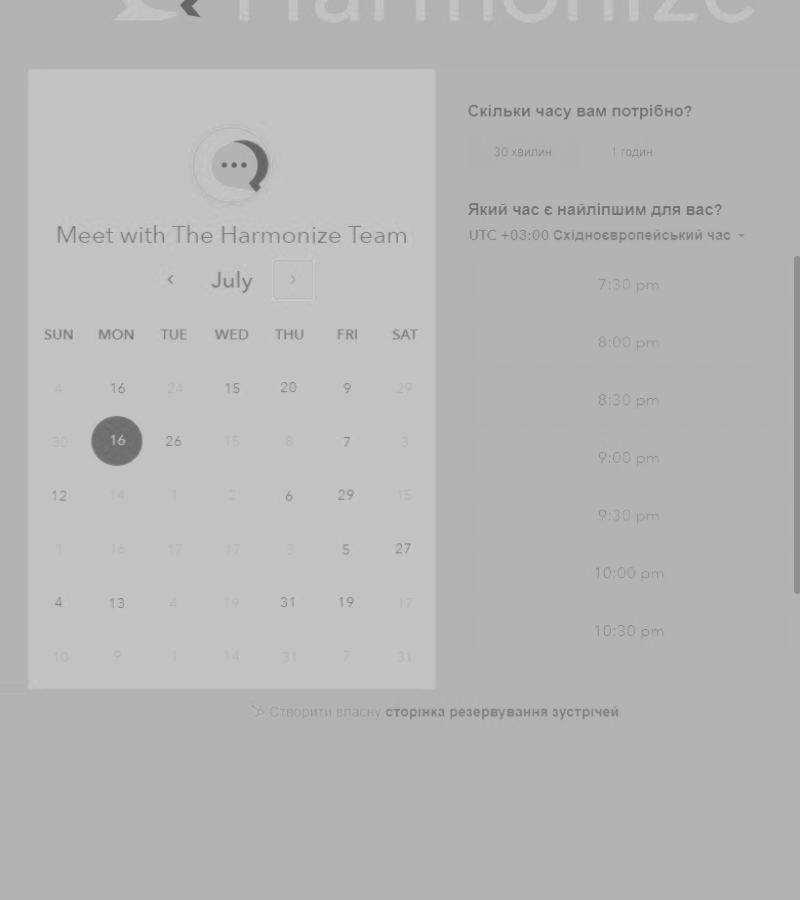 Harmonize
Meet with The Harmonize Team
July
SUN MON TUE WED THU FRI SAT
4 16 24 15 20 9 29
30 16 26 15 8 7 3
12 14 1 2 6 29 15
1 16 17 17 3 5 27
4 13 4 19 31 19 17
10 9 1 14 31 7 31
Скільки часу вам потрібно?
30 хвилин 1 годин
Який час є найліпшим для вас?
UTC +03:00 Східноєвропейський час
7:30 pm
8:00 pm
8:30 pm
9:00 pm
9:30 pm
10:00 pm
10:30 pm
Створити власну сторінка резервування зустрічей